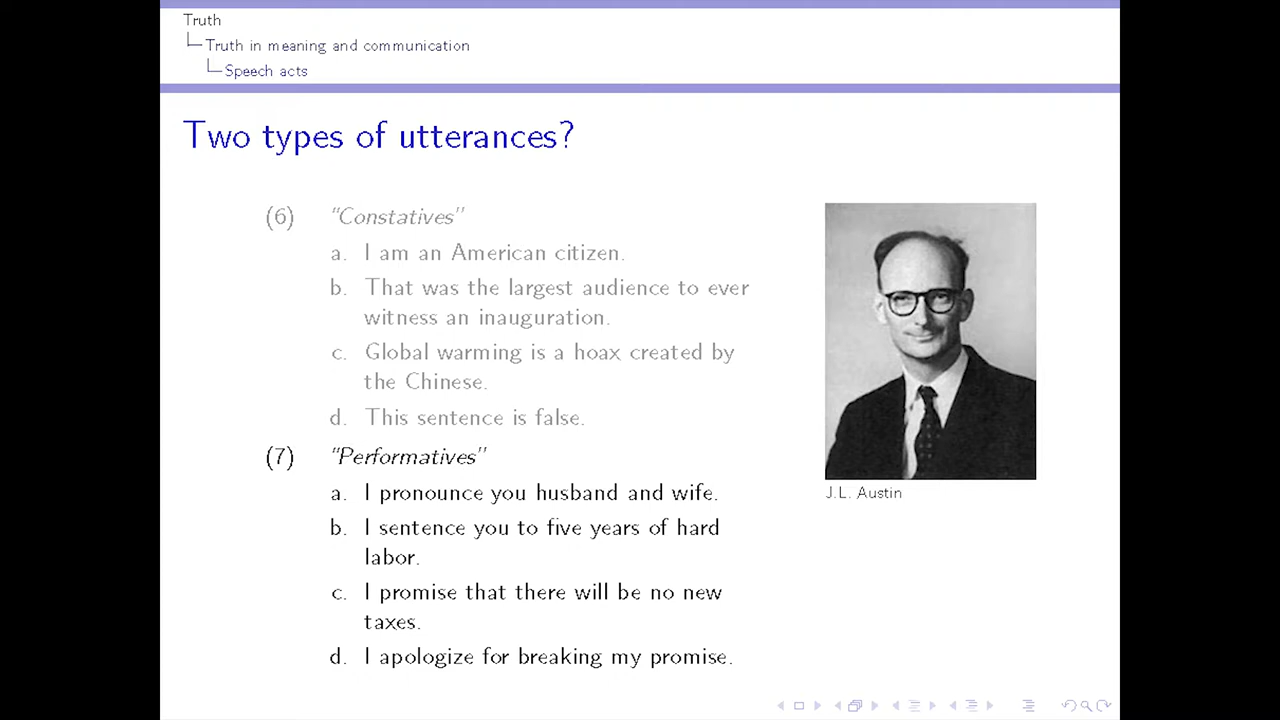 Truth
Truth in meaning and communication
Speech acts
Two types of utterances?
(6) "Constatives"
a. I am an American citizen.
b. That was the largest audience to ever
witness an inauguration.
c. Global warming is a hoax created by
the Chinese.
d. This sentence is false.
(7) "Performatives"
a. I pronounce you husband and wife.
b. I sentence you to five years of hard
labor.
c. I promise that there will be no new
taxes.
d. I apologize for breaking my promise.
J.L. Austin